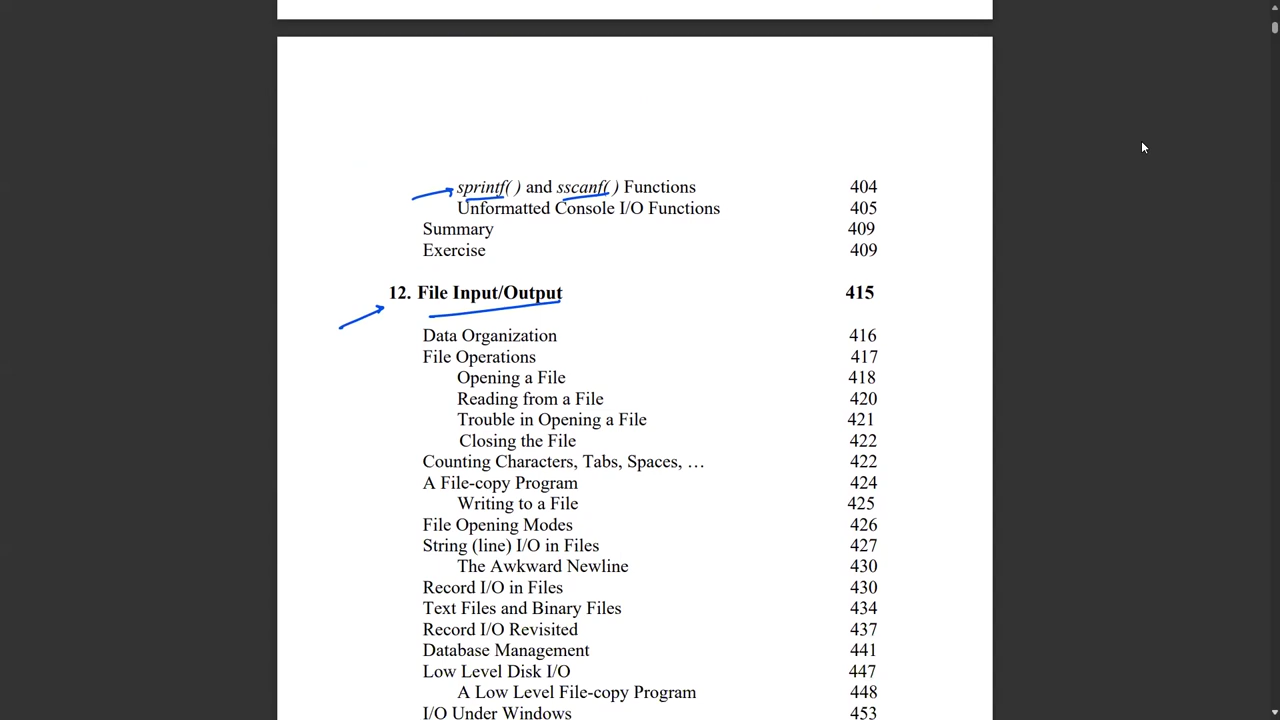 sprintf( ) and sscanf( ) Functions 404
Unformatted Console I/O Functions 405
Summary 409
Exercise 409
12. File Input/Output 415
Data Organization 416
File Operations 417
Opening a File 418
Reading from a File 420
Trouble in Opening a File 421
Closing the File 422
Counting Characters, Tabs, Spaces, … 422
A File-copy Program 424
Writing to a File 425
File Opening Modes 426
String (line) I/O in Files 427
The Awkward Newline 430
Record I/O in Files 430
Text Files and Binary Files 434
Record I/O Revisited 437
Database Management 441
Low Level Disk I/O 447
A Low Level File-copy Program 448
I/O Under Windows 453